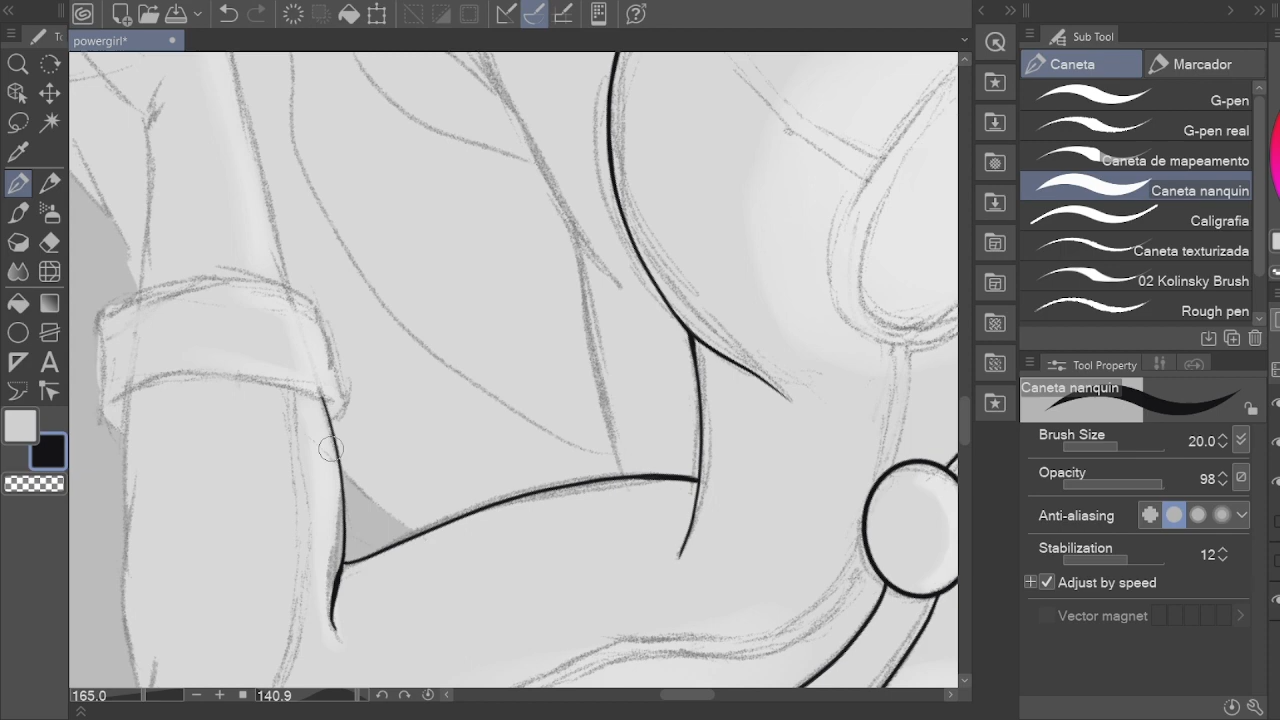 powergirl*
165.0
140.9
Sub Tool
Caneta
Marcador
G-pen
G-pen real
Caneta de mapeamento
Caneta nanquin
Caligrafia
Caneta texturizada
02 Kolinsky Brush
Rough pen
Tool Property
Caneta nanquin
Brush Size
20.0
Opacity
98
Anti-aliasing
Stabilization
12
Adjust by speed
Vector magnet